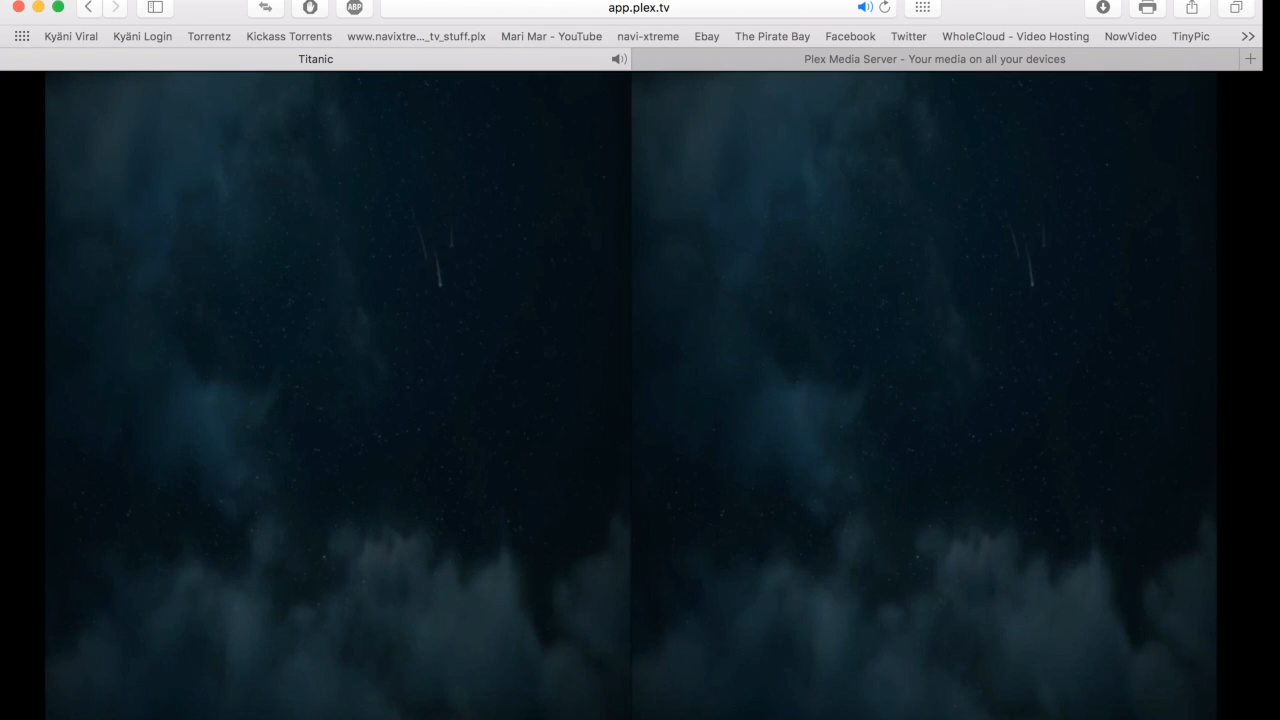 ABP
app.plex.tv
Kyäni Viral Kyäni Login Torrentz Kickass Torrents www.navixtre..._tv_stuff.plx Mari Mar - YouTube navi-xtreme Ebay The Pirate Bay Facebook Twitter WholeCloud - Video Hosting NowVideo TinyPic
Titanic Plex Media Server - Your media on all your devices